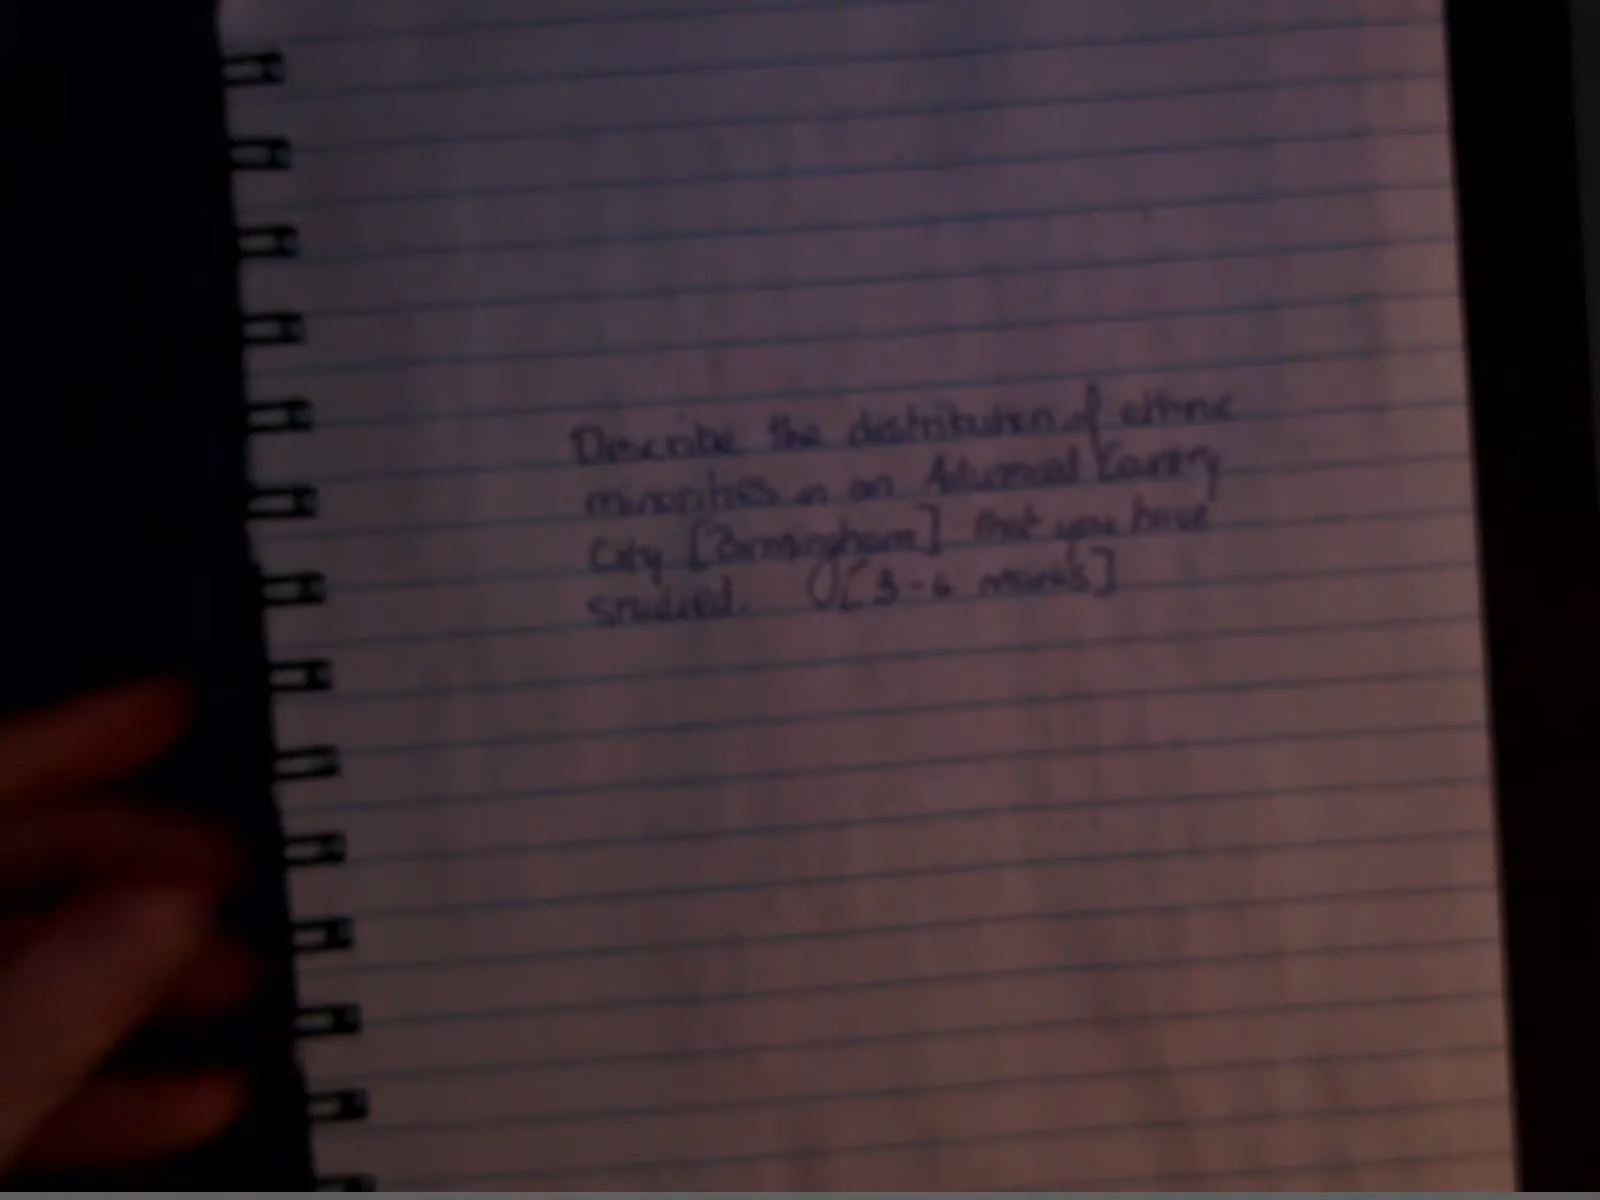 Describe the distribution of ethnic
minorities in an Advanced Country
City [Birmingham] that you have
studied. [3-6 marks]